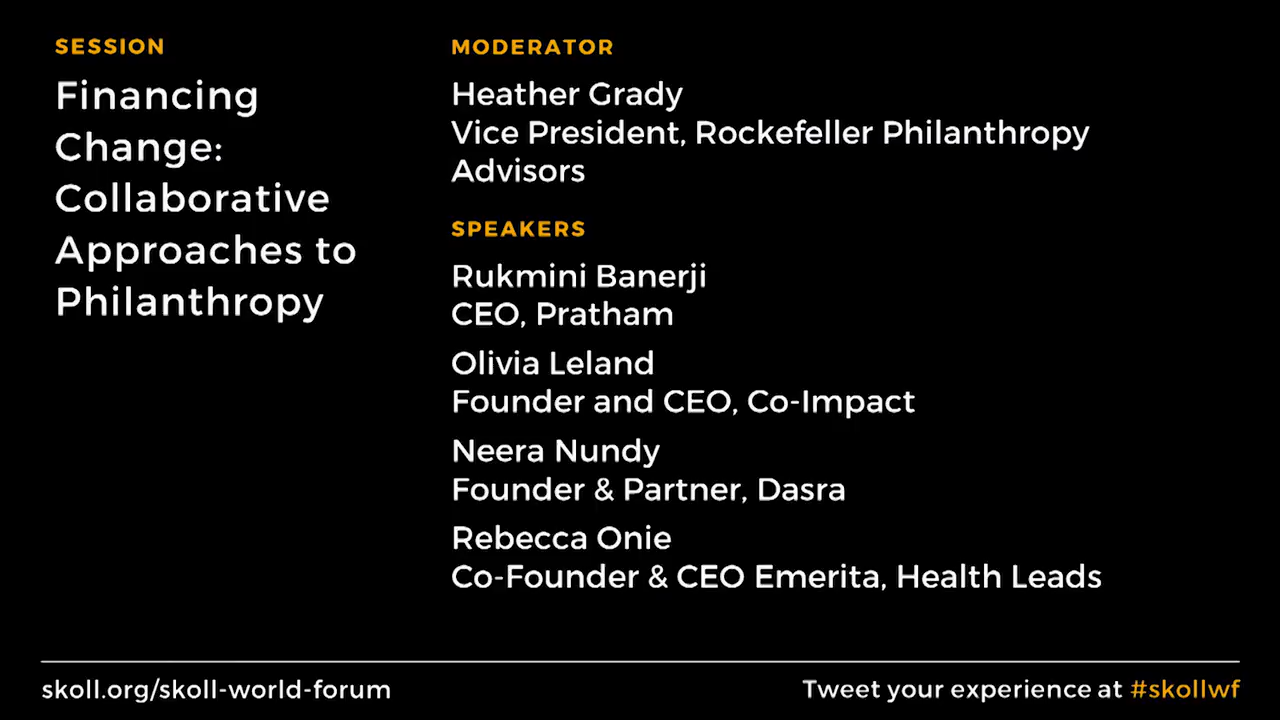 SESSION
Financing
Change:
Collaborative
Approaches to
Philanthropy
MODERATOR
Heather Grady
Vice President, Rockefeller Philanthropy
Advisors
SPEAKERS
Rukmini Banerji
CEO, Pratham
Olivia Leland
Founder and CEO, Co-Impact
Neera Nundy
Founder & Partner, Dasra
Rebecca Onie
Co-Founder & CEO Emerita, Health Leads
skoll.org/skoll-world-forum
Tweet your experience at #skollwf